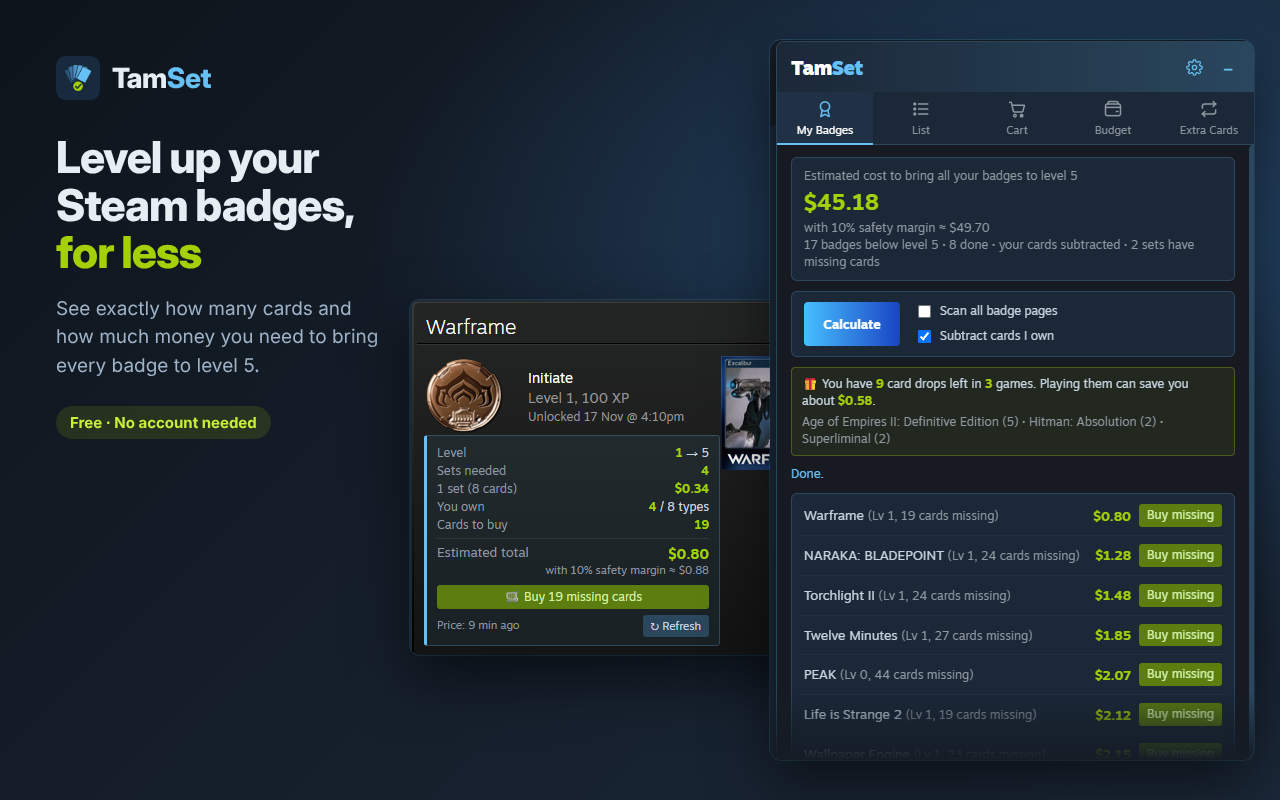 TamSet
Level up your
Steam badges,
for less
See exactly how many cards and
how much money you need to bring
every badge to level 5.
Free · No account needed
Warframe
Initiate
Level 1, 100 XP
Unlocked 17 Nov @ 4:10pm
Excalibur
WARF
Level 1 → 5
Sets needed 4
1 set (8 cards) $0.34
You own 4 / 8 types
Cards to buy 19
Estimated total $0.80
with 10% safety margin ≈ $0.88
Buy 19 missing cards
Price: 9 min ago ↻ Refresh
TamSet
My Badges List Cart Budget Extra Cards
Estimated cost to bring all your badges to level 5
$45.18
with 10% safety margin ≈ $49.70
17 badges below level 5 · 8 done · your cards subtracted · 2 sets have
missing cards
Calculate
Scan all badge pages
Subtract cards I own
You have 9 card drops left in 3 games. Playing them can save you
about $0.58.
Age of Empires II: Definitive Edition (5) · Hitman: Absolution (2) ·
Superliminal (2)
Done.
Warframe (Lv 1, 19 cards missing) $0.80 Buy missing
NARAKA: BLADEPOINT (Lv 1, 24 cards missing) $1.28 Buy missing
Torchlight II (Lv 1, 24 cards missing) $1.48 Buy missing
Twelve Minutes (Lv 1, 27 cards missing) $1.85 Buy missing
PEAK (Lv 0, 44 cards missing) $2.07 Buy missing
Life is Strange 2 (Lv 1, 19 cards missing) $2.12 Buy missing
Wallpaper Engine (Lv 1, 23 cards missing) $2.15 Buy missing